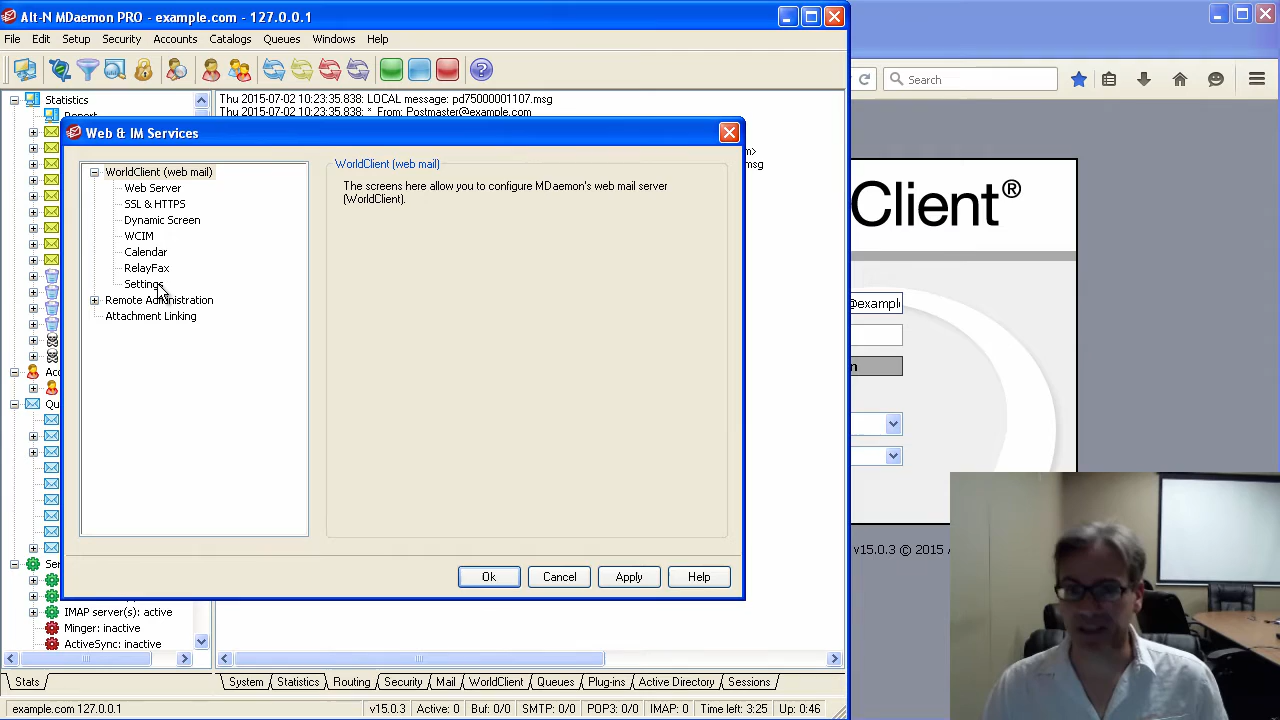 Alt-N MDaemon PRO - example.com - 127.0.0.1
File Edit Setup Security Accounts Catalogs Queues Windows Help
Search
Statistics
Thu 2015-07-02 10:23:35.838: LOCAL message: pd75000001107.msg
Thu 2015-07-02 10:23:35.838: * From: Postmaster@example.com
Web & IM Services
m>
msg
WorldClient (web mail)
Web Server
SSL & HTTPS
Dynamic Screen
WCIM
Calendar
RelayFax
Settings
Remote Administration
Attachment Linking
WorldClient (web mail)
The screens here allow you to configure MDaemon's web mail server
(WorldClient).
Client®
@exampl
n
v15.0.3 © 2015 A
Ok Cancel Apply Help
Acc
Qu
Ser
IMAP server(s): active
Minger: inactive
ActiveSync: inactive
Stats
System Statistics Routing Security Mail WorldClient Queues Plug-ins Active Directory Sessions
example.com 127.0.0.1 v15.0.3 Active: 0 Buf: 0/0 SMTP: 0/0 POP3: 0/0 IMAP: 0 Time left: 3:25 Up: 0:46